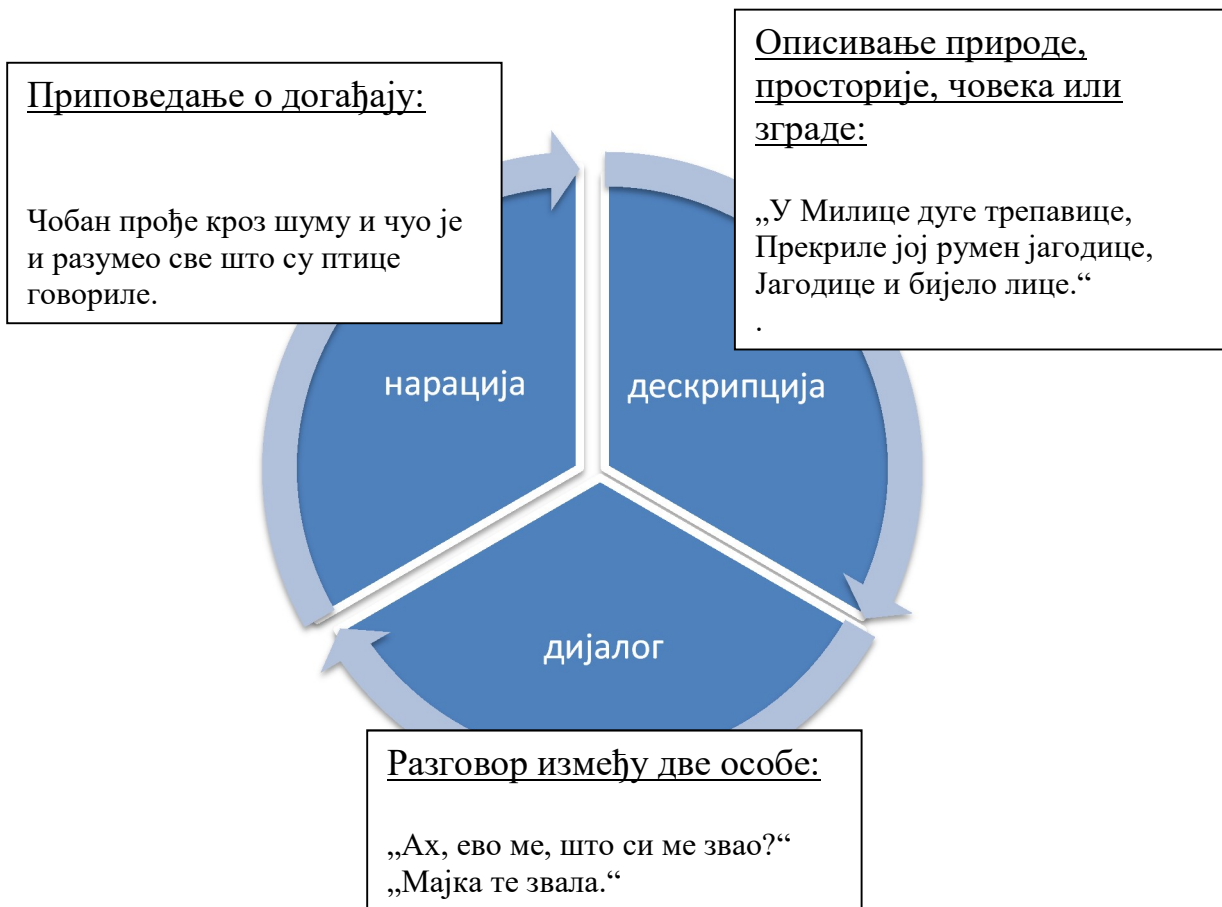 Приповедање о догађају:
Чобан прође кроз шуму и чуо је
и разумео све што су птице
говориле.
Описивање природе,
просторије, човека или
зграде:
„У Милице дуге трепавице,
Прекриле јој румен јагодице,
Јагодице и бијело лице.“
.
нарација
дескрипција
дијалог
Разговор између две особе:
„Ах, ево ме, што си ме звао?“
„Мајка те звала.“